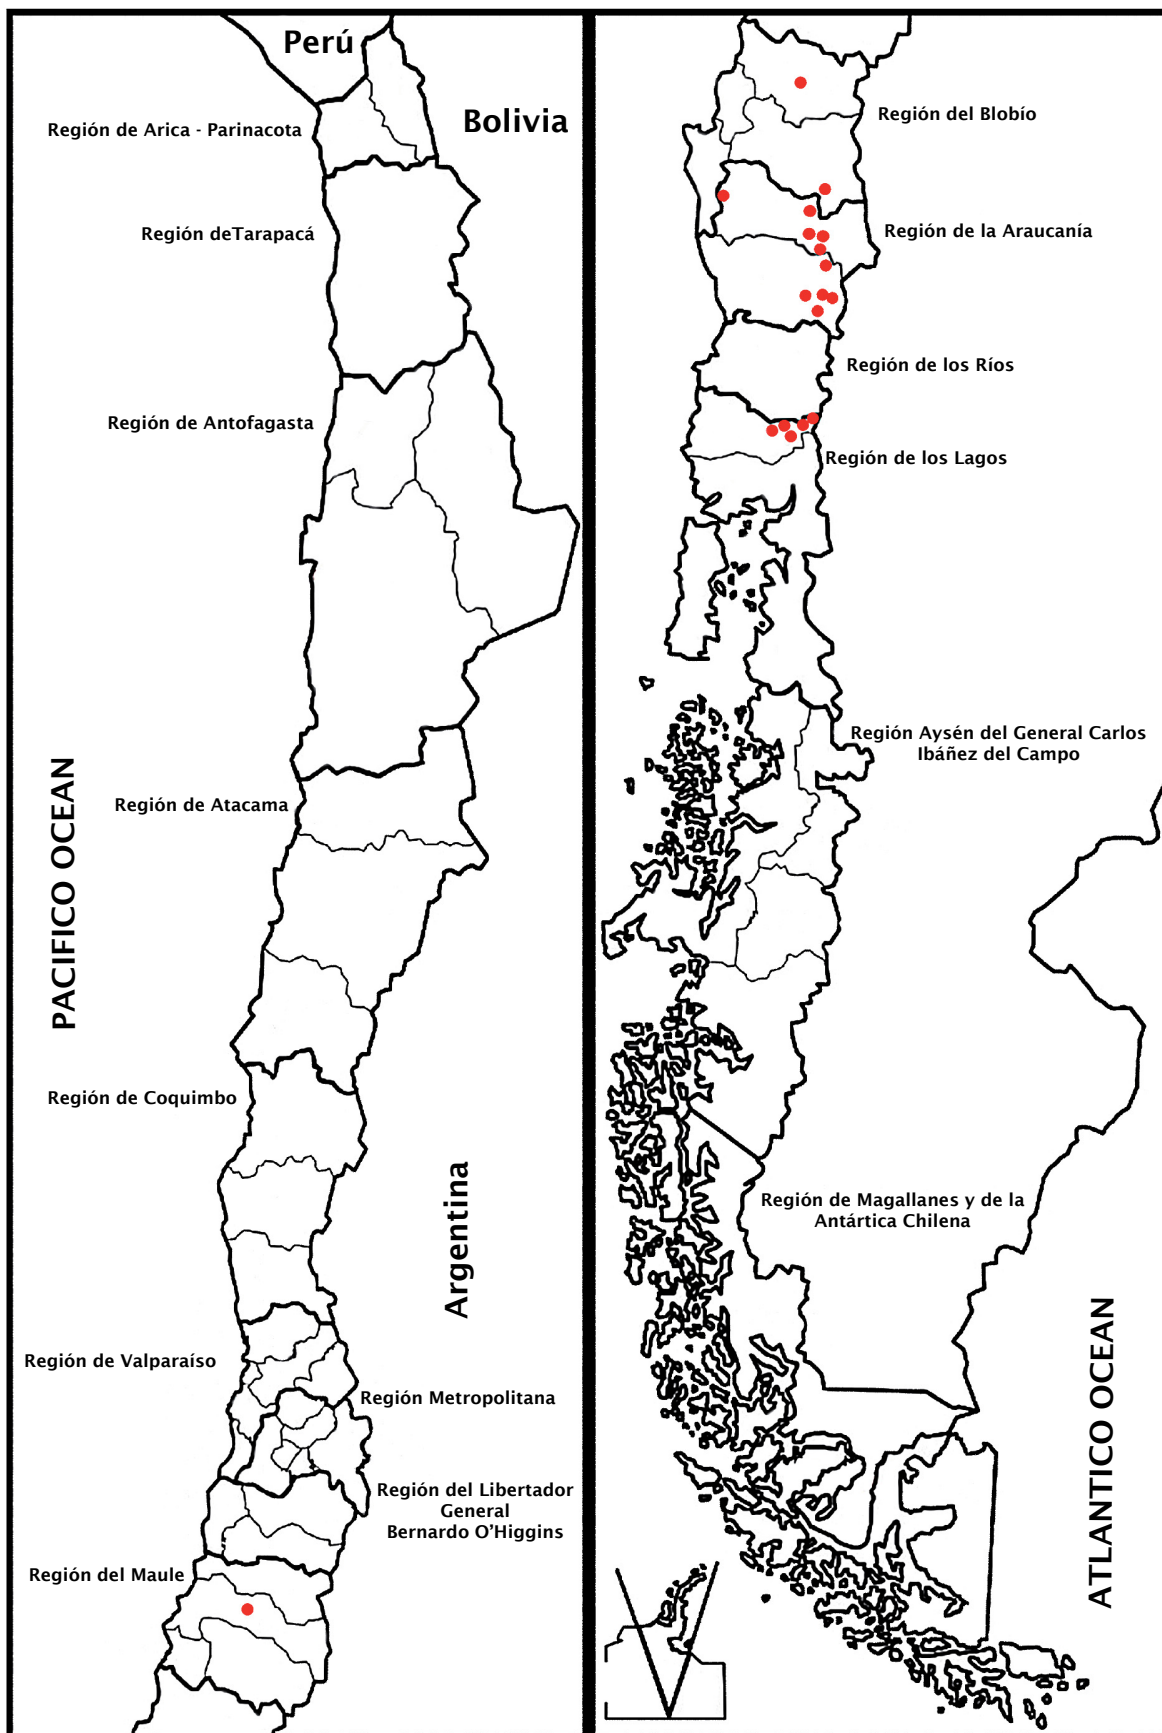 Perú
Bolivia
Región de Arica - Parinacota
Región deTarapacá
Región de Antofagasta
PACIFICO OCEAN
Región de Atacama
Región de Coquimbo
Argentina
Región de Valparaíso
Región Metropolitana
Región del Libertador
General
Bernardo O'Higgins
Región del Maule
Región del Blobío
Región de la Araucanía
Región de los Ríos
Región de los Lagos
Región Aysén del General Carlos
Ibáñez del Campo
Región de Magallanes y de la
Antártica Chilena
ATLANTICO OCEAN